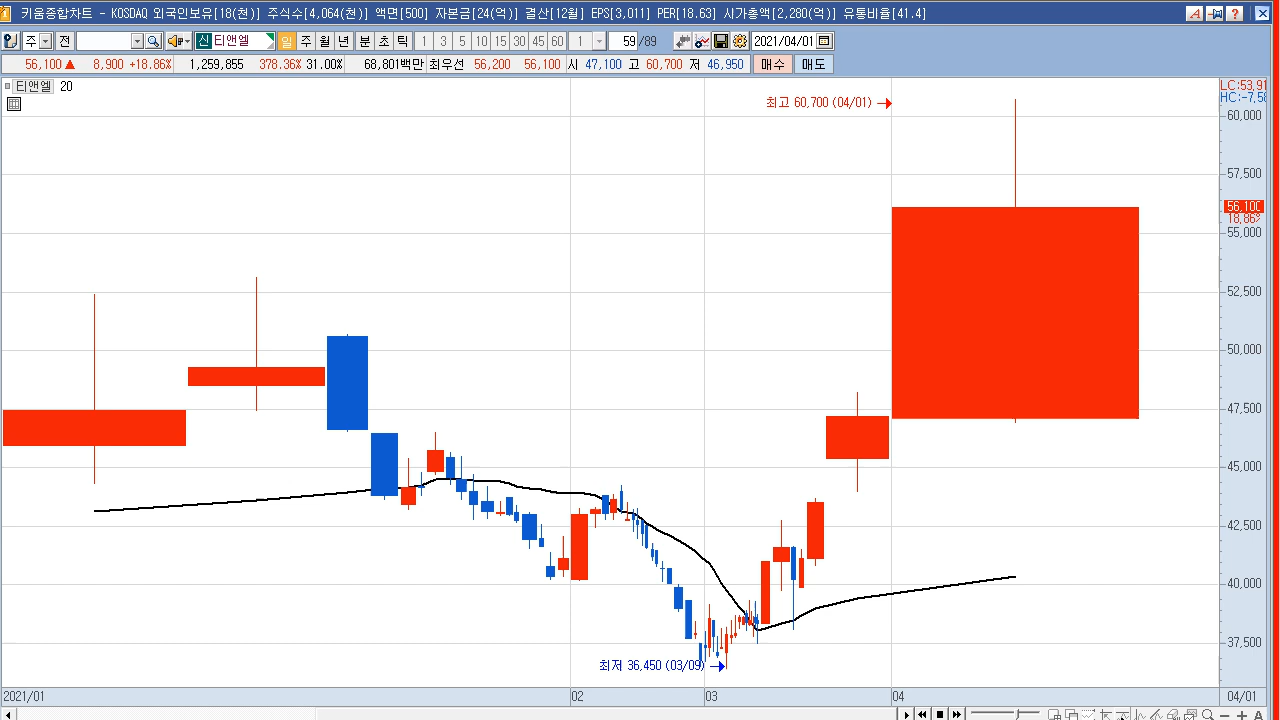 키움종합차트 - KOSDAQ 외국인보유[18(천)] 주식수[4,064(천)] 액면[500] 자본금[24(억)] 결산[12월] EPS[3,011] PER[18.63] 시가총액[2,280(억)] 유통비율[41.4]
주 전 신 티앤엘 일 주 월 년 분 초 틱 1 3 5 10 15 30 45 60 1 59 /89 2021/04/01
56,100 ▲ 8,900 +18.86% 1,259,855 378.36% 31.00% 68,801백만 최우선 56,200 56,100 시 47,100 고 60,700 저 46,950 매수 매도
티앤엘 20
LC:53,91
HC:-7,58
최고 60,700 (04/01)
60,000
57,500
56,100
18,86%
55,000
52,500
50,000
47,500
45,000
42,500
40,000
37,500
최저 36,450 (03/09)
2021/01 02 03 04 04/01
A